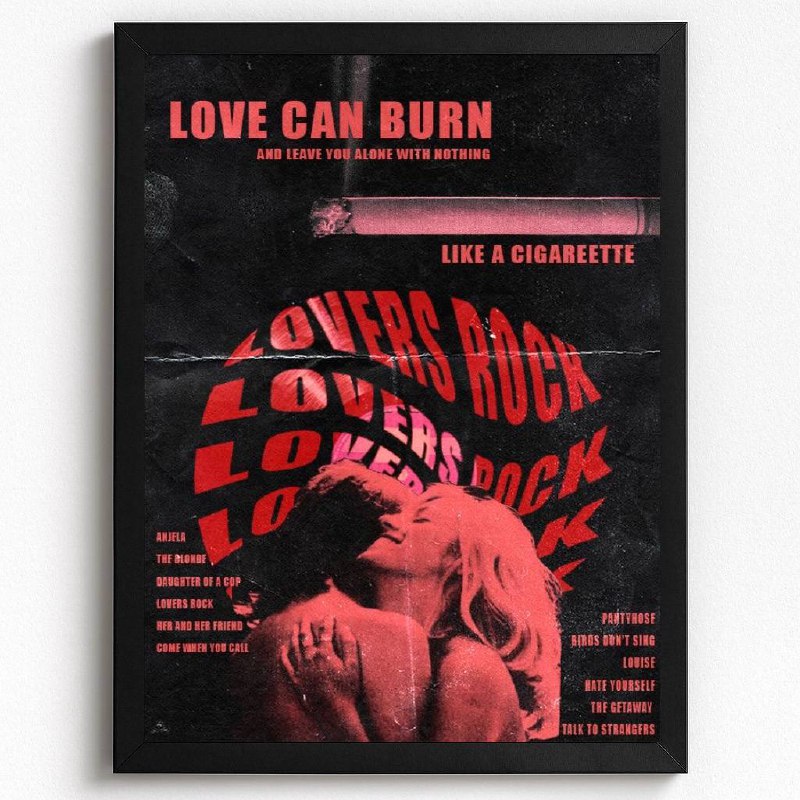 LOVE CAN BURN
AND LEAVE YOU ALONE WITH NOTHING
LIKE A CIGAREETTE
LOVERS ROCK
LOVERS
LOVERS ROCK
LO
VER
K
K
ANJELA
THE BLONDE
DAUGHTER OF A COP
LOVERS ROCK
HER AND HER FRIEND
COME WHEN YOU CALL
PANTYHOSE
BIRDS DON'T SING
LOUISE
HATE YOURSELF
THE GETAWAY
TALK TO STRANGERS